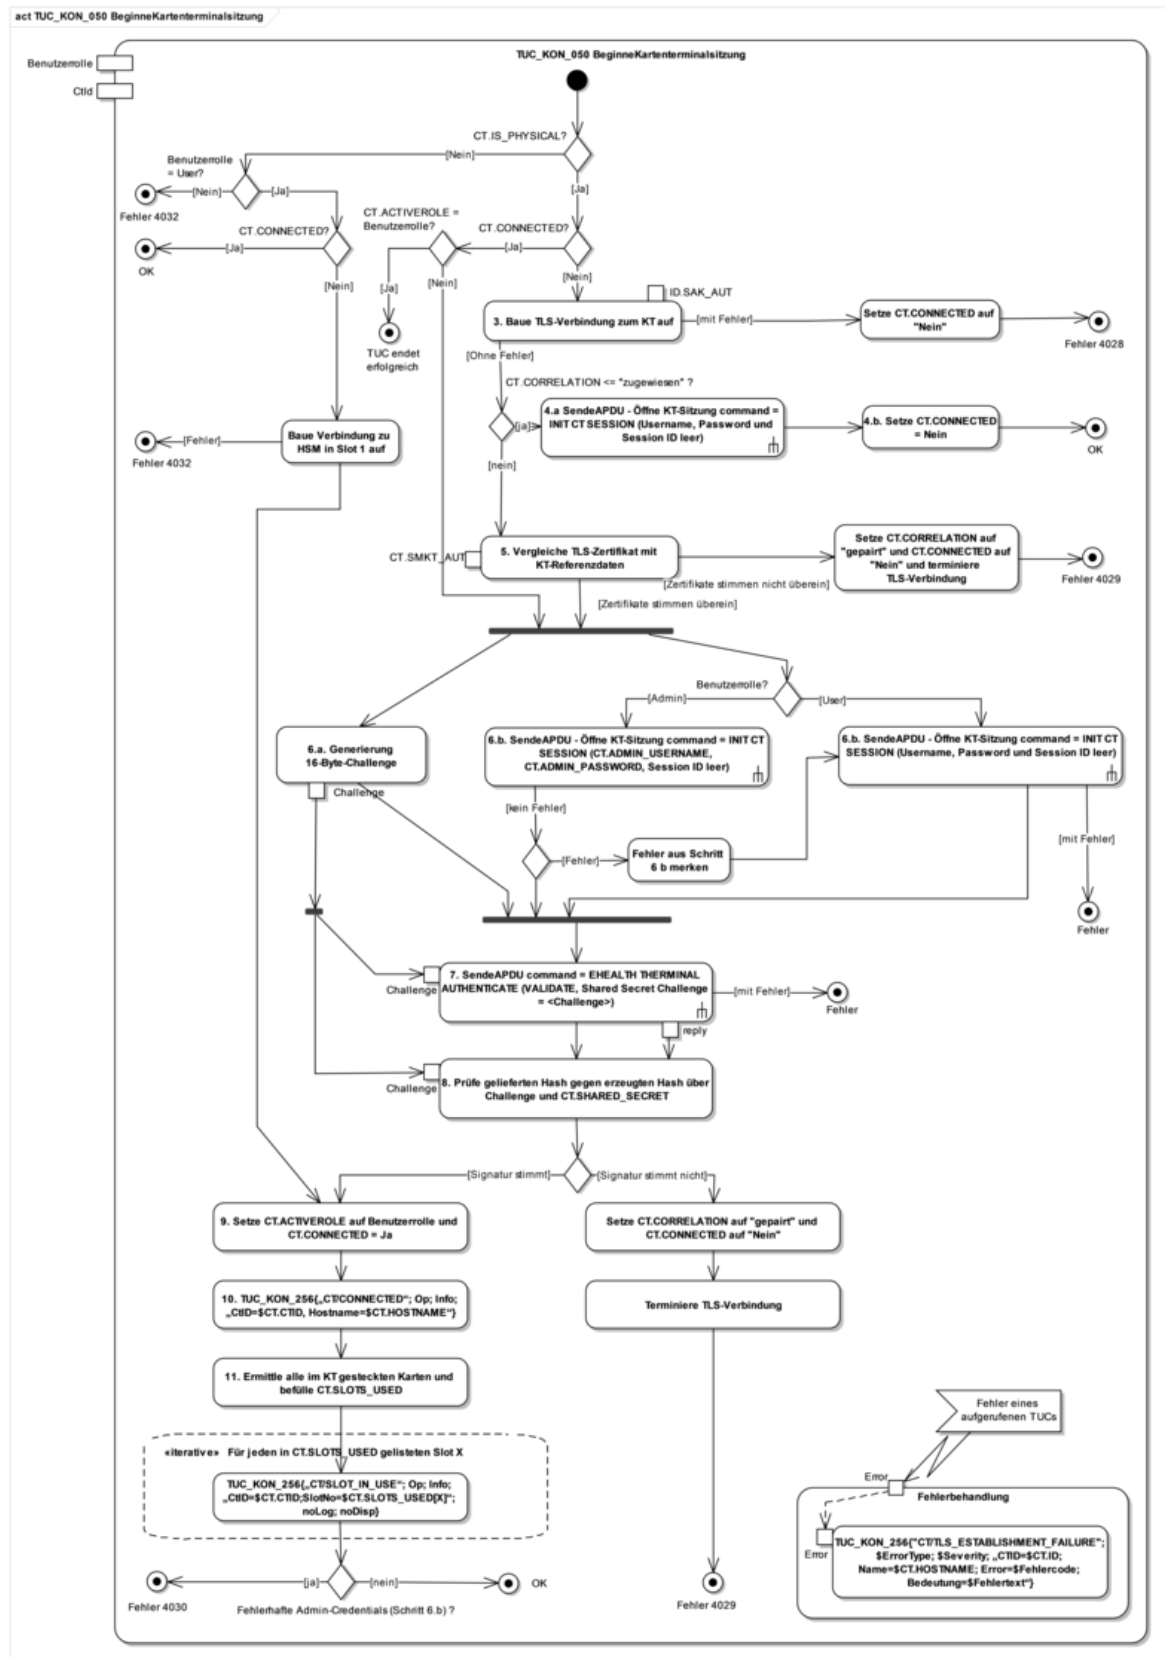 act TUC_KON_050 BeginneKartenterminalsitzung
TUC_KON_050 BeginneKartenterminalsitzung
Benutzerrolle
CtId
CT.IS_PHYSICAL?
[Nein]
[Ja]
Benutzerrolle
= User?
[Nein]
[Ja]
Fehler 4032
CT.CONNECTED?
[Ja]
OK
[Nein]
CT.ACTIVEROLE =
Benutzerrolle?
CT.CONNECTED?
[Ja]
[Nein]
[Nein]
[Ja]
TUC endet
erfolgreich
ID.SAK_AUT
3. Baue TLS-Verbindung zum KT auf
[mit Fehler]
Setze CT.CONNECTED auf
"Nein"
Fehler 4028
[Ohne Fehler]
CT.CORRELATION <= "zugewiesen" ?
[ja]
4.a SendeAPDU - Öffne KT-Sitzung command =
INIT CT SESSION (Username, Password und
Session ID leer)
4.b. Setze CT.CONNECTED
= Nein
OK
[nein]
[Fehler]
Fehler 4032
Baue Verbindung zu
HSM in Slot 1 auf
CT.SMKT_AUT
5. Vergleiche TLS-Zertifikat mit
KT-Referenzdaten
Setze CT.CORRELATION auf
"gepairt" und CT.CONNECTED auf
"Nein" und terminiere
TLS-Verbindung
Fehler 4029
[Zertifikate stimmen nicht überein]
[Zertifikate stimmen überein]
Benutzerrolle?
[Admin]
[User]
6.a. Generierung
16-Byte-Challenge
Challenge
6.b. SendeAPDU - Öffne KT-Sitzung command = INIT CT
SESSION (CT.ADMIN_USERNAME,
CT.ADMIN_PASSWORD, Session ID leer)
6.b. SendeAPDU - Öffne KT-Sitzung command = INIT CT
SESSION (Username, Password und Session ID leer)
[kein Fehler]
[Fehler]
Fehler aus Schritt
6 b merken
[mit Fehler]
Fehler
Challenge
7. SendeAPDU command = EHEALTH THERMINAL
AUTHENTICATE (VALIDATE, Shared Secret Challenge
= <Challenge>)
[mit Fehler]
Fehler
reply
Challenge
8. Prüfe gelieferten Hash gegen erzeugten Hash über
Challenge und CT.SHARED_SECRET
[Signatur stimmt]
[Signatur stimmt nicht]
9. Setze CT.ACTIVEROLE auf Benutzerrolle und
CT.CONNECTED = Ja
Setze CT.CORRELATION auf "gepairt" und
CT.CONNECTED auf "Nein"
10. TUC_KON_256{„CT/CONNECTED“; Op; Info;
„CtID=$CT.CTID, Hostname=$CT.HOSTNAME“}
Terminiere TLS-Verbindung
11. Ermittle alle im KT gesteckten Karten und
befülle CT.SLOTS_USED
«iterative» Für jeden in CT.SLOTS_USED gelisteten Slot X
TUC_KON_256{„CT/SLOT_IN_USE“; Op; Info;
„CtID=$CT.CTID;SlotNo=$CT.SLOTS_USED[X]“;
noLog; noDisp}
[ja]
[nein]
Fehler 4030
OK
Fehlerhafte Admin-Credentials (Schritt 6.b) ?
Fehler 4029
Fehler eines
aufgerufenen TUCs
Error
Fehlerbehandlung
Error
TUC_KON_256{"CT/TLS_ESTABLISHMENT_FAILURE";
$ErrorType; $Severity; „CTID=$CT.ID;
Name=$CT.HOSTNAME; Error=$Fehlercode;
Bedeutung=$Fehlertext“}